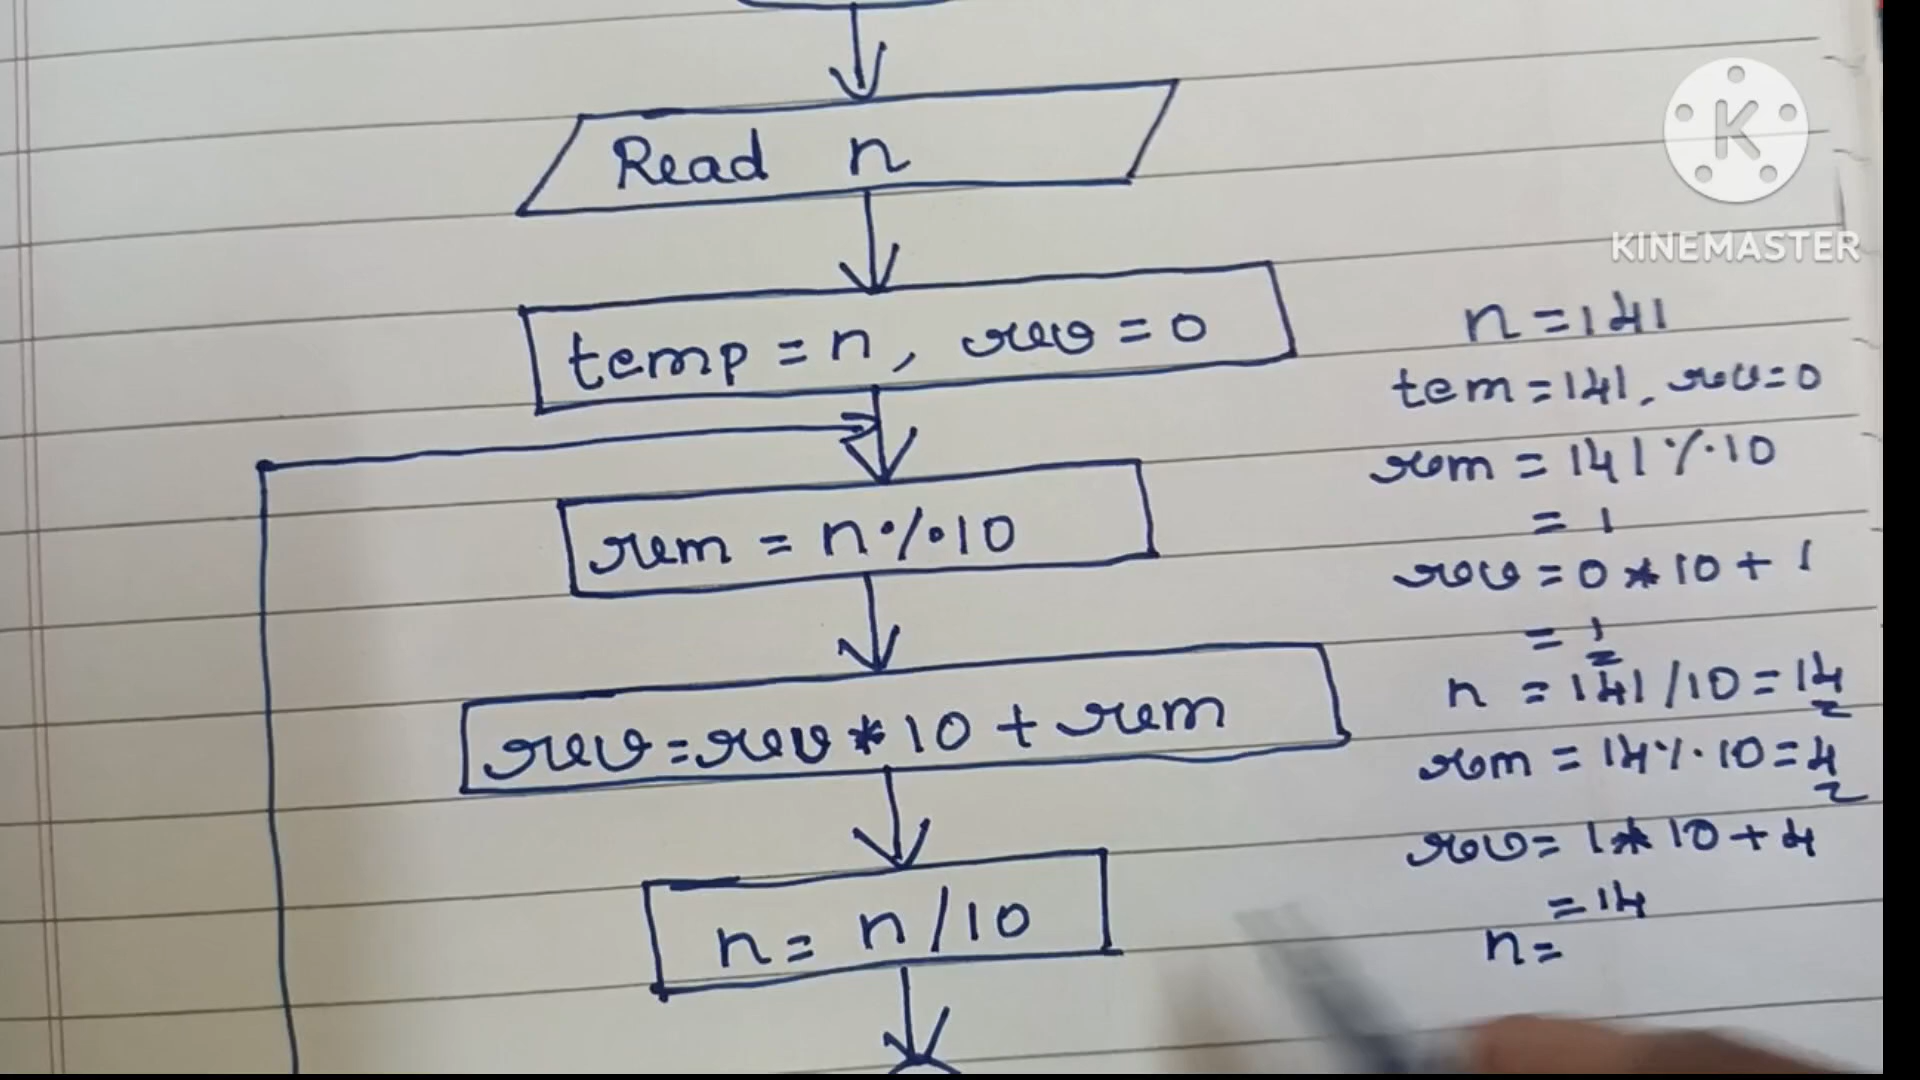 Read n
temp = n, rev = 0
rem = n % 10
rev = rev * 10 + rem
n = n / 10
n = 141
tem = 141, rev = 0
rem = 141 % 10
= 1
rev = 0 * 10 + 1
= 1
n = 141 / 10 = 14
rem = 14 % 10 = 4
rev = 1 * 10 + 4
= 14
n =
K
KINEMASTER